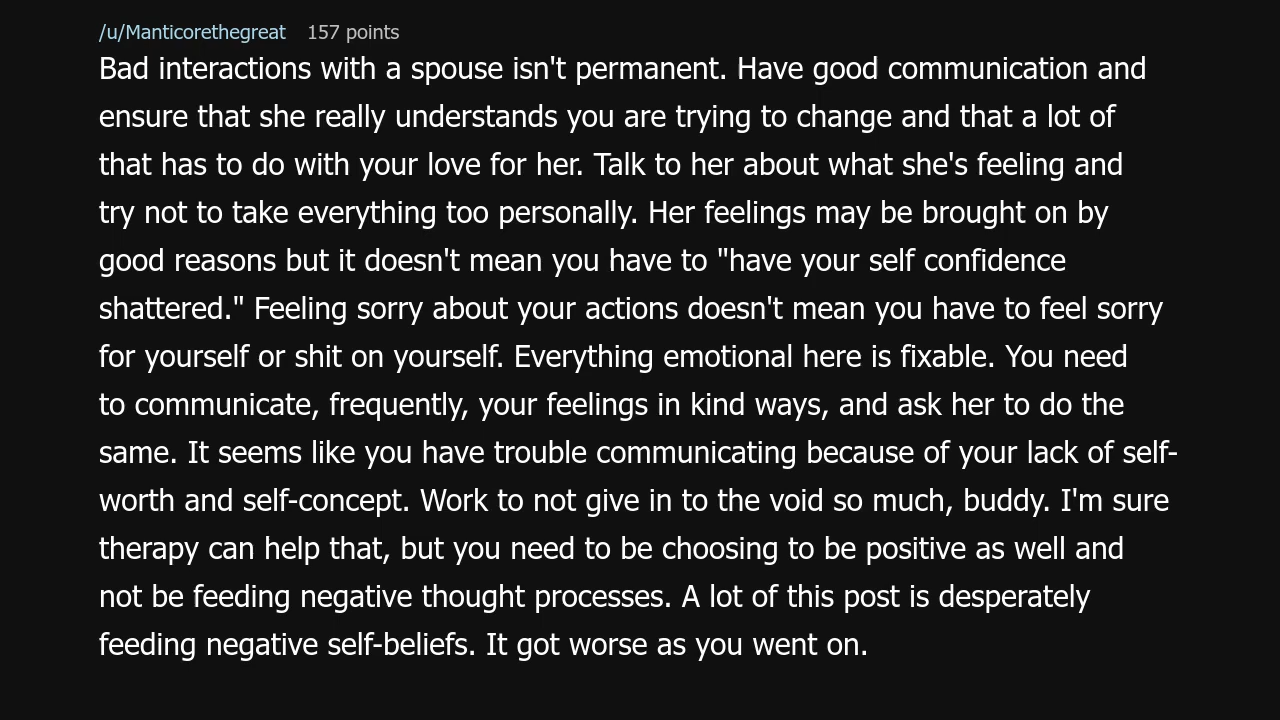 /u/Manticorethegreat 157 points
Bad interactions with a spouse isn't permanent. Have good communication and
ensure that she really understands you are trying to change and that a lot of
that has to do with your love for her. Talk to her about what she's feeling and
try not to take everything too personally. Her feelings may be brought on by
good reasons but it doesn't mean you have to "have your self confidence
shattered." Feeling sorry about your actions doesn't mean you have to feel sorry
for yourself or shit on yourself. Everything emotional here is fixable. You need
to communicate, frequently, your feelings in kind ways, and ask her to do the
same. It seems like you have trouble communicating because of your lack of self-
worth and self-concept. Work to not give in to the void so much, buddy. I'm sure
therapy can help that, but you need to be choosing to be positive as well and
not be feeding negative thought processes. A lot of this post is desperately
feeding negative self-beliefs. It got worse as you went on.